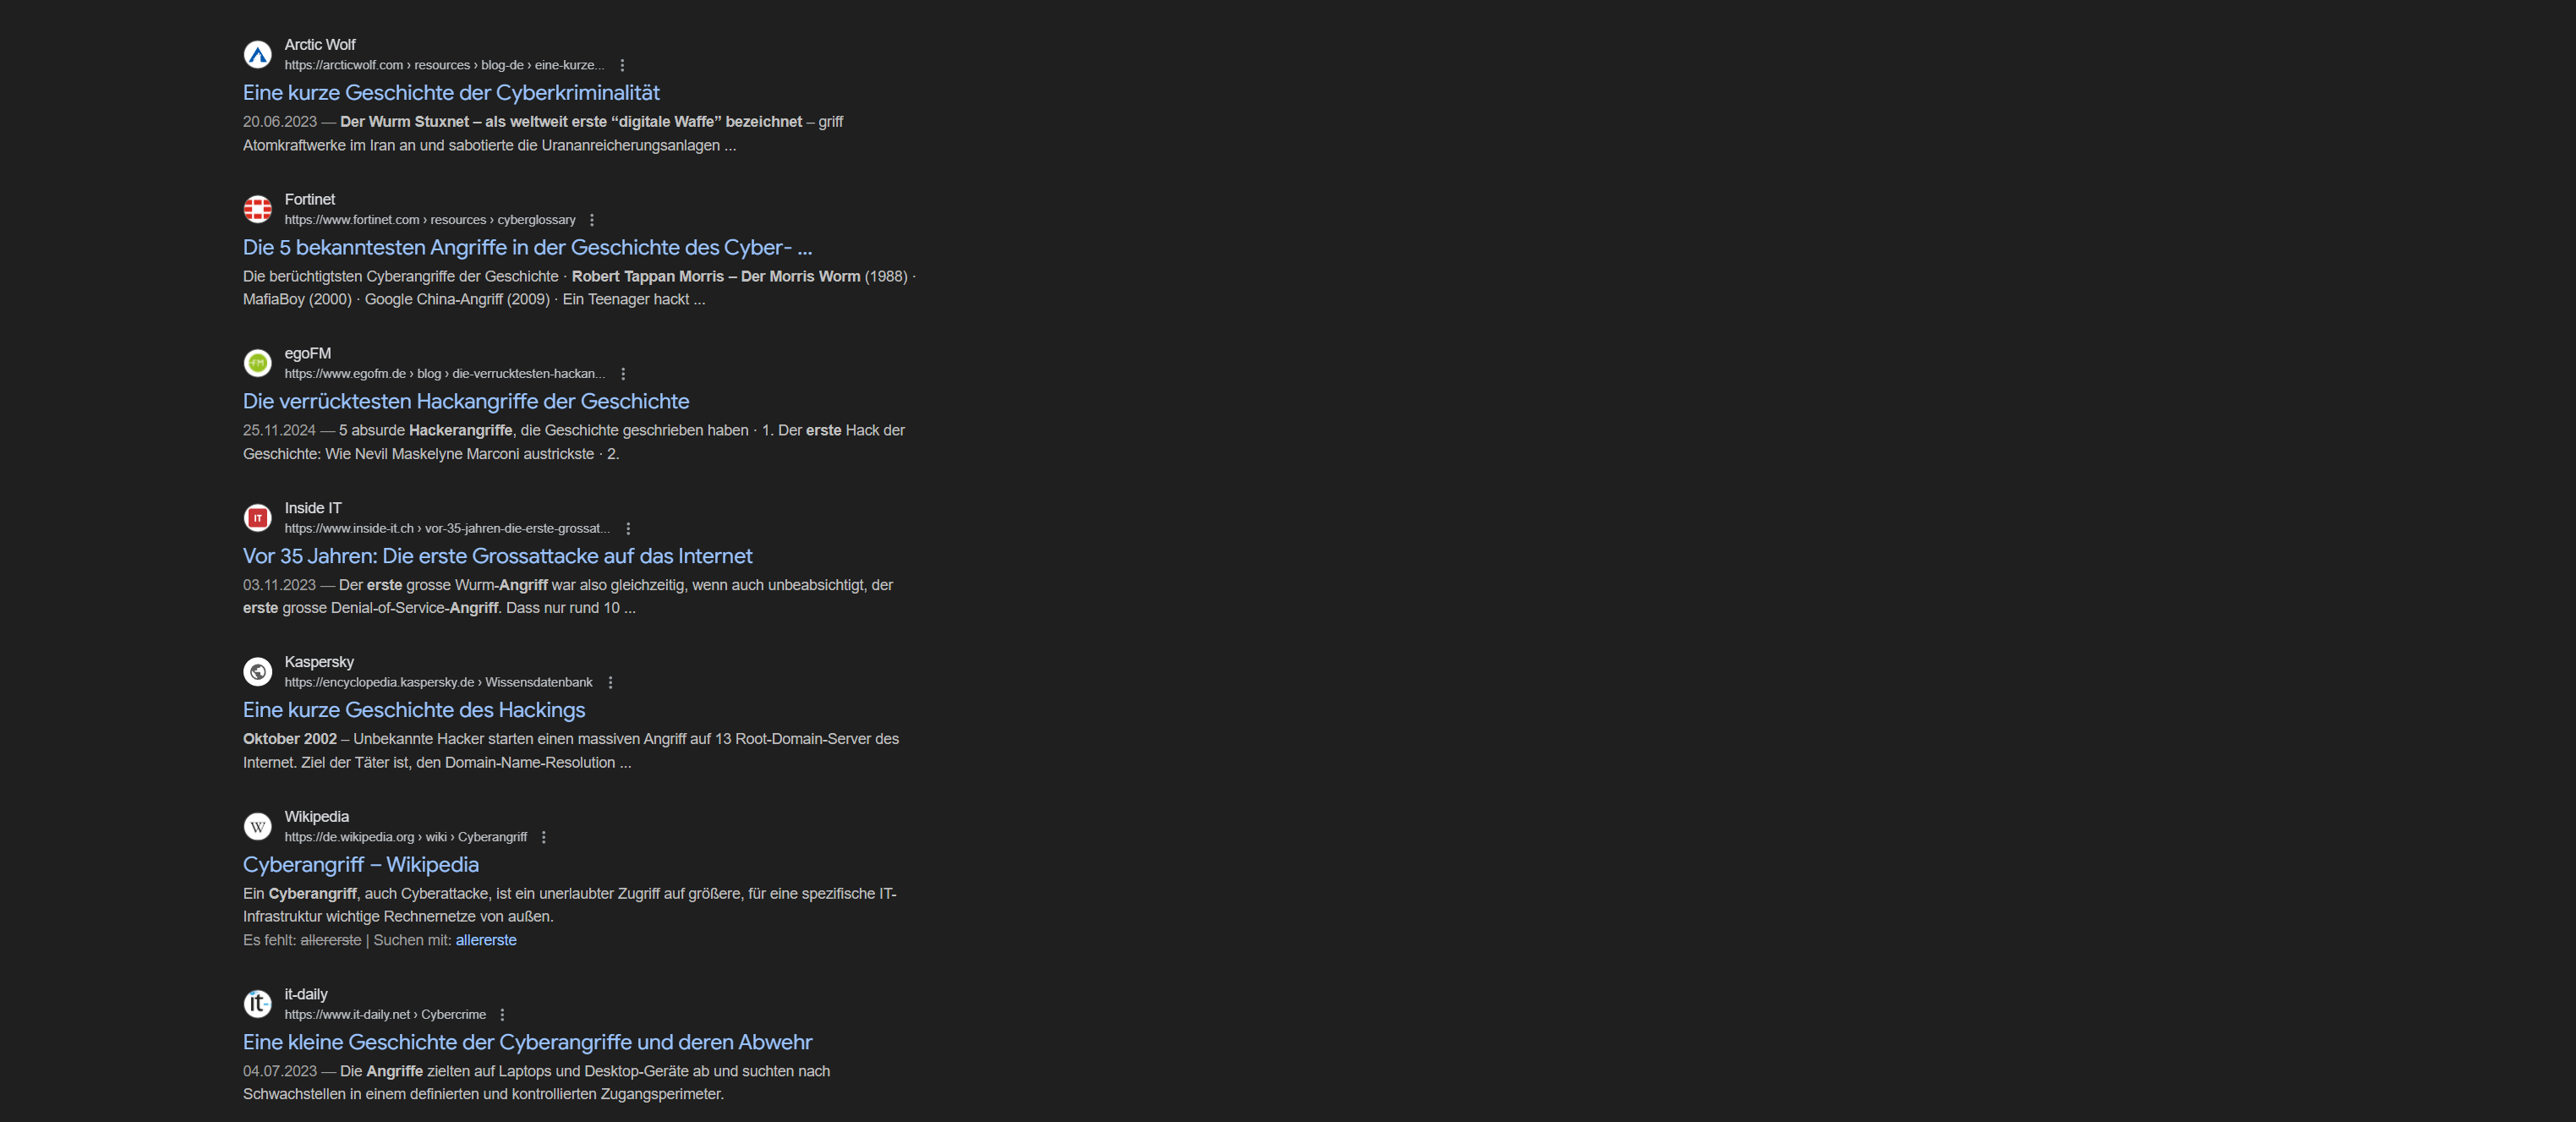 Arctic Wolf
https://arcticwolf.com › resources › blog-de › eine-kurze...
Eine kurze Geschichte der Cyberkriminalität
20.06.2023 — Der Wurm Stuxnet – als weltweit erste “digitale Waffe” bezeichnet – griff
Atomkraftwerke im Iran an und sabotierte die Urananreicherungsanlagen ...
Fortinet
https://www.fortinet.com › resources › cyberglossary
Die 5 bekanntesten Angriffe in der Geschichte des Cyber- ...
Die berüchtigtsten Cyberangriffe der Geschichte · Robert Tappan Morris – Der Morris Worm (1988) ·
MafiaBoy (2000) · Google China-Angriff (2009) · Ein Teenager hackt ...
FM
egoFM
https://www.egofm.de › blog › die-verrucktesten-hackan...
Die verrücktesten Hackangriffe der Geschichte
25.11.2024 — 5 absurde Hackerangriffe, die Geschichte geschrieben haben · 1. Der erste Hack der
Geschichte: Wie Nevil Maskelyne Marconi austrickste · 2.
IT
Inside IT
https://www.inside-it.ch › vor-35-jahren-die-erste-grossat...
Vor 35 Jahren: Die erste Grossattacke auf das Internet
03.11.2023 — Der erste grosse Wurm-Angriff war also gleichzeitig, wenn auch unbeabsichtigt, der
erste grosse Denial-of-Service-Angriff. Dass nur rund 10 ...
Kaspersky
https://encyclopedia.kaspersky.de › Wissensdatenbank
Eine kurze Geschichte des Hackings
Oktober 2002 – Unbekannte Hacker starten einen massiven Angriff auf 13 Root-Domain-Server des
Internet. Ziel der Täter ist, den Domain-Name-Resolution ...
W
Wikipedia
https://de.wikipedia.org › wiki › Cyberangriff
Cyberangriff – Wikipedia
Ein Cyberangriff, auch Cyberattacke, ist ein unerlaubter Zugriff auf größere, für eine spezifische IT-
Infrastruktur wichtige Rechnernetze von außen.
Es fehlt: allererste | Suchen mit: allererste
it-
it-daily
https://www.it-daily.net › Cybercrime
Eine kleine Geschichte der Cyberangriffe und deren Abwehr
04.07.2023 — Die Angriffe zielten auf Laptops und Desktop-Geräte ab und suchten nach
Schwachstellen in einem definierten und kontrollierten Zugangsperimeter.